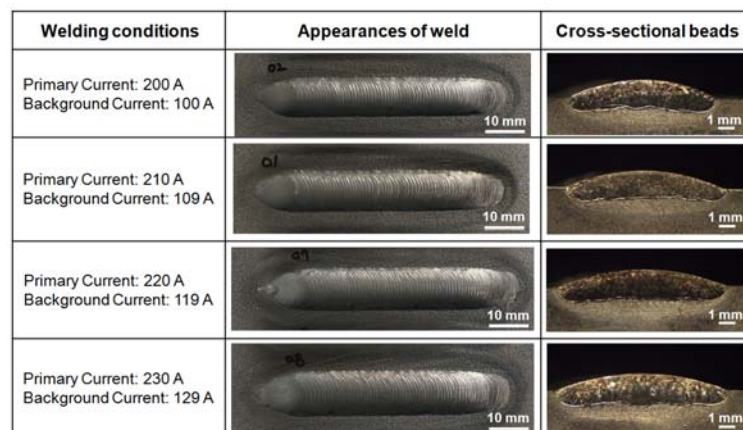 Welding conditions
Appearances of weld
Cross-sectional beads
Primary Current: 200 A
Background Current: 100 A
02
10 mm
1 mm
Primary Current: 210 A
Background Current: 109 A
01
10 mm
1 mm
Primary Current: 220 A
Background Current: 119 A
10 mm
1 mm
Primary Current: 230 A
Background Current: 129 A
08
10 mm
1 mm